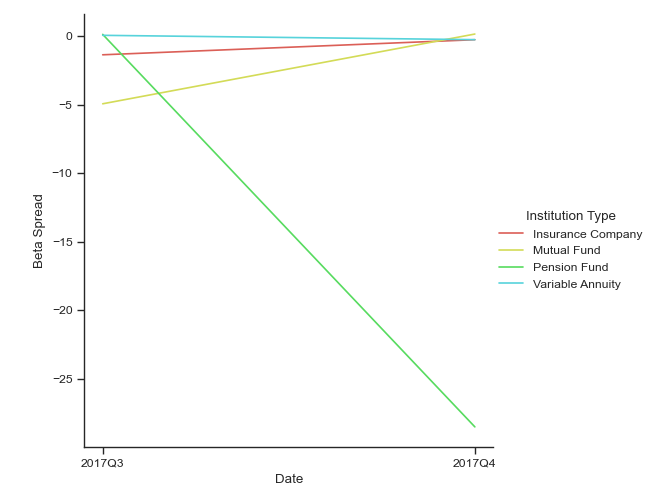 0
−5
−10
−15
−20
−25
Beta Spread
2017Q3
2017Q4
Date
Institution Type
Insurance Company
Mutual Fund
Pension Fund
Variable Annuity